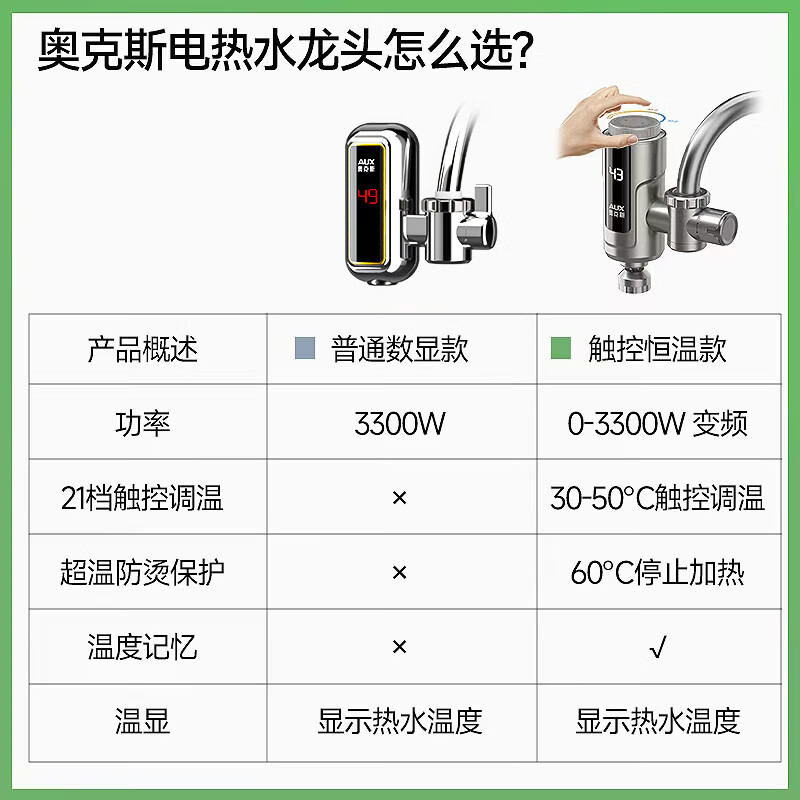 奥克斯电热水龙头怎么选?
AUX
奥克斯
49
43
AUX
奥克斯
产品概述 普通数显款 触控恒温款
功率 3300W 0-3300W 变频
21档触控调温 × 30-50°C触控调温
超温防烫保护 × 60°C停止加热
温度记忆 × √
温显 显示热水温度 显示热水温度